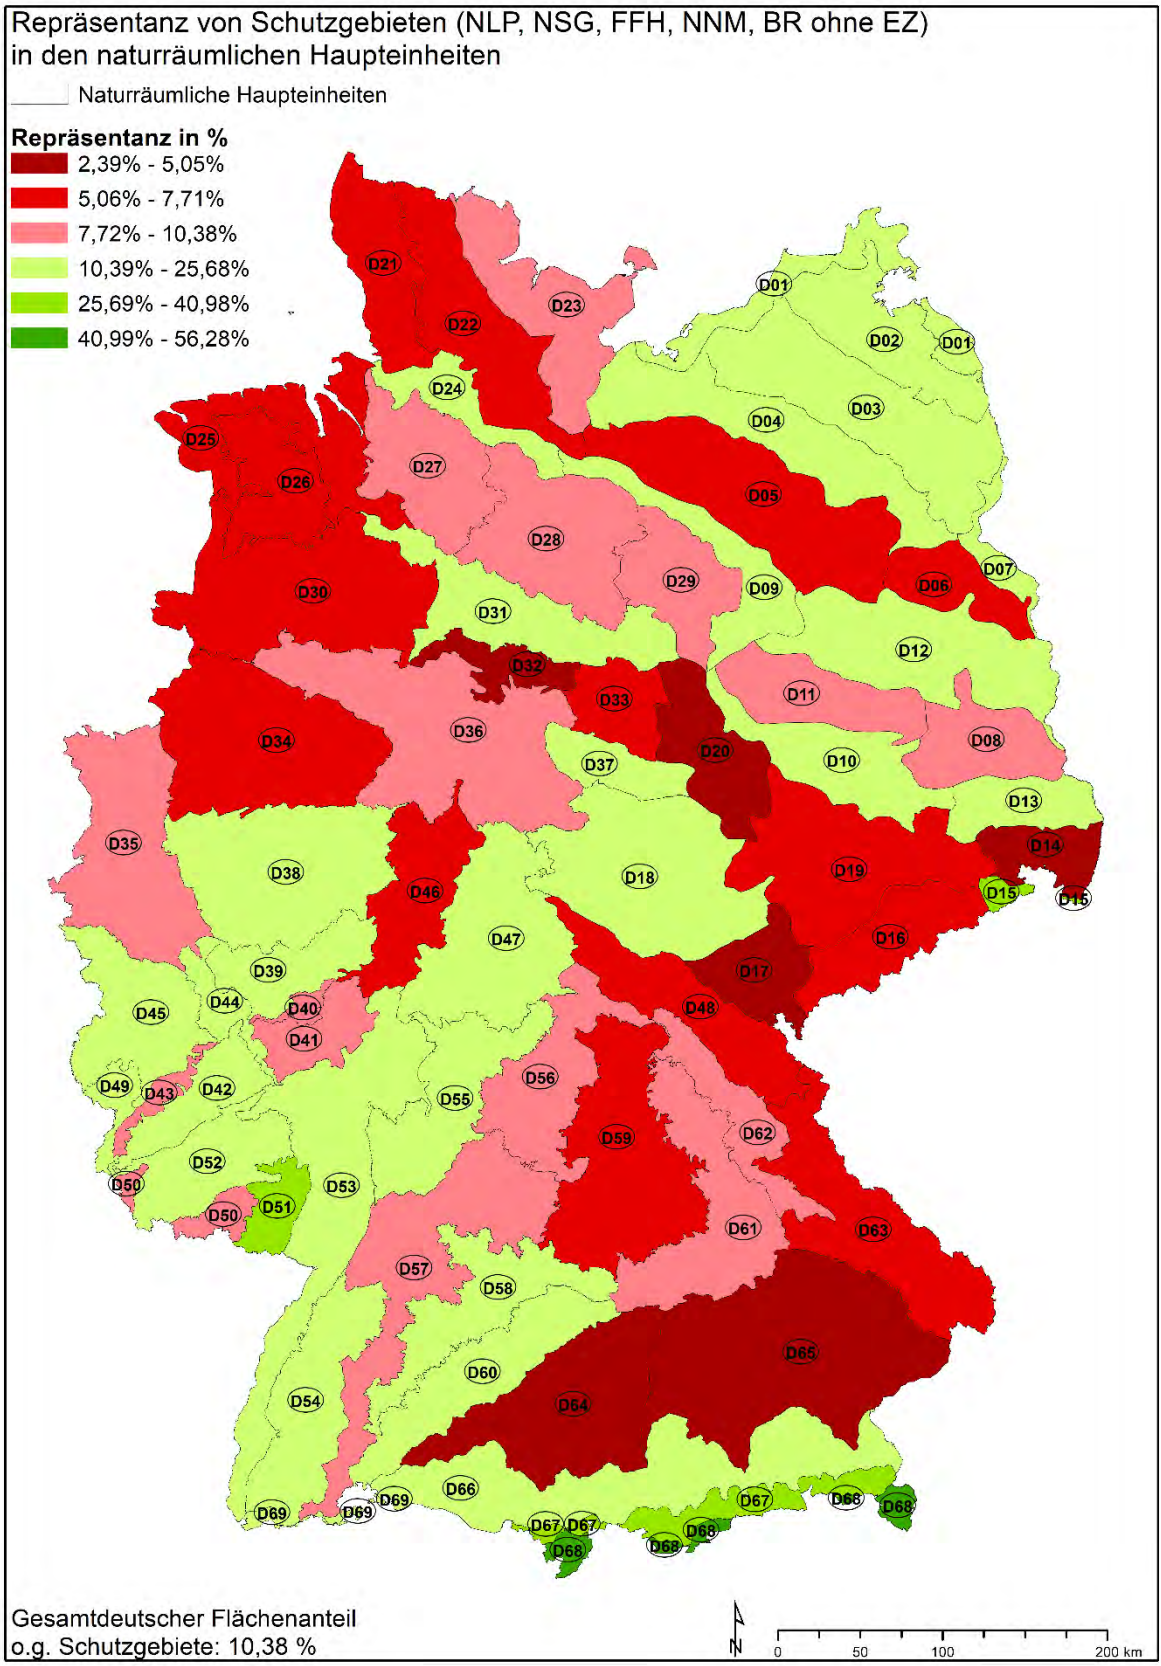 Repräsentanz von Schutzgebieten (NLP, NSG, FFH, NNM, BR ohne EZ)
in den naturräumlichen Haupteinheiten
Naturräumliche Haupteinheiten
Repräsentanz in %
2,39% - 5,05%
5,06% - 7,71%
7,72% - 10,38%
10,39% - 25,68%
25,69% - 40,98%
40,99% - 56,28%
D21
D01
D23
D22
D02
D01
D24
D03
D04
D25
D27
D26
D05
D28
D07
D29
D06
D09
D30
D31
D12
D32
D11
D33
D36
D34
D08
D20
D10
D37
D13
D35
D14
D38
D19
D18
D46
D15
D15
D47
D16
D39
D17
D44
D40
D48
D45
D41
D56
D49
D42
D43
D55
D62
D59
D52
D50
D53
D51
D50
D61
D63
D57
D58
D65
D60
D54
D64
D66
D69
D67
D68
D68
D69
D69
D67
D67
D68
D68
D68
Gesamtdeutscher Flächenanteil
o.g. Schutzgebiete: 10,38 %
N
0 50 100 200 km